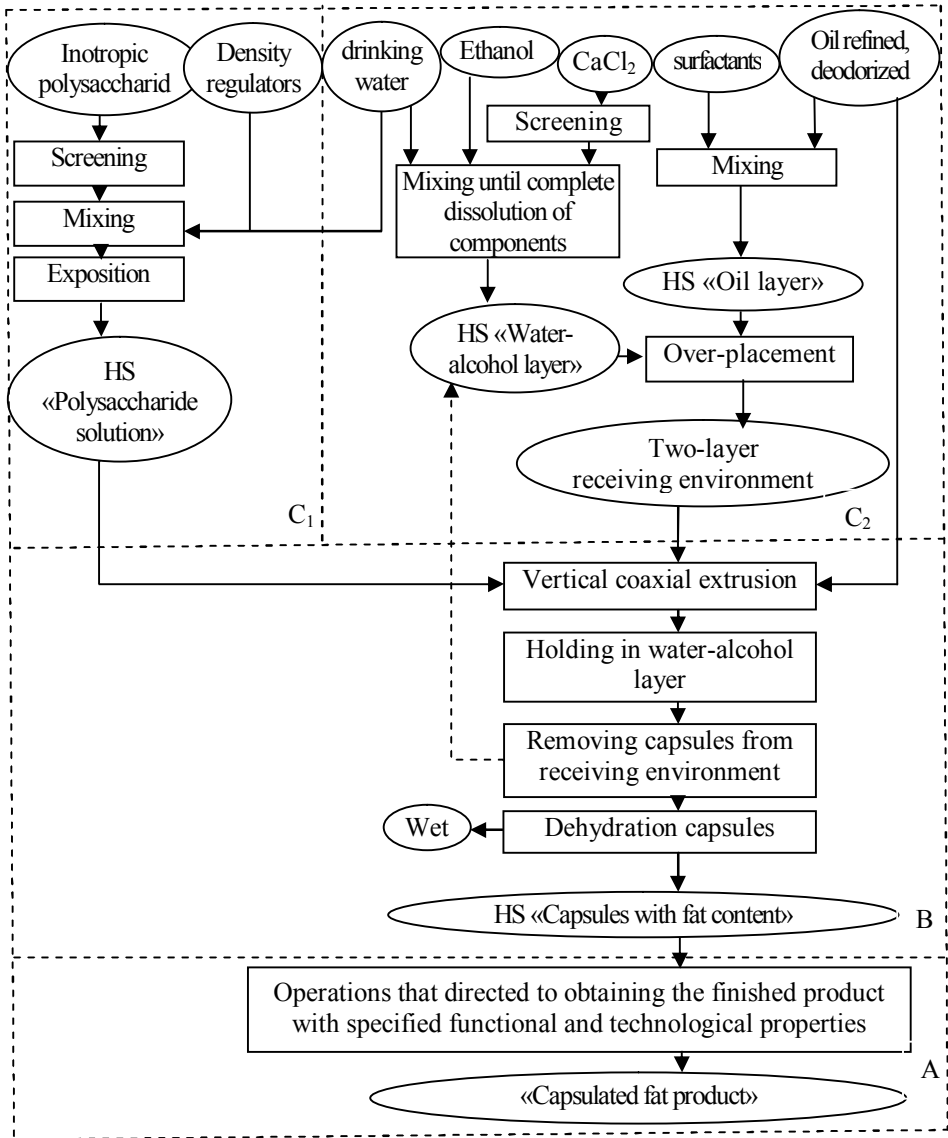 Inotropic
polysaccharid
Density
regulators
drinking
water
Ethanol
CaCl₂
surfactants
Oil refined,
deodorized
Screening
Screening
Mixing
Mixing until complete
dissolution of
components
Mixing
Exposition
HS «Oil layer»
HS «Water-
alcohol layer»
Over-placement
HS
«Polysaccharide
solution»
Two-layer
receiving environment
C₁
C₂
Vertical coaxial extrusion
Holding in water-alcohol
layer
Removing capsules from
receiving environment
Wet
Dehydration capsules
HS «Capsules with fat content»
B
Operations that directed to obtaining the finished product
with specified functional and technological properties
A
«Capsulated fat product»